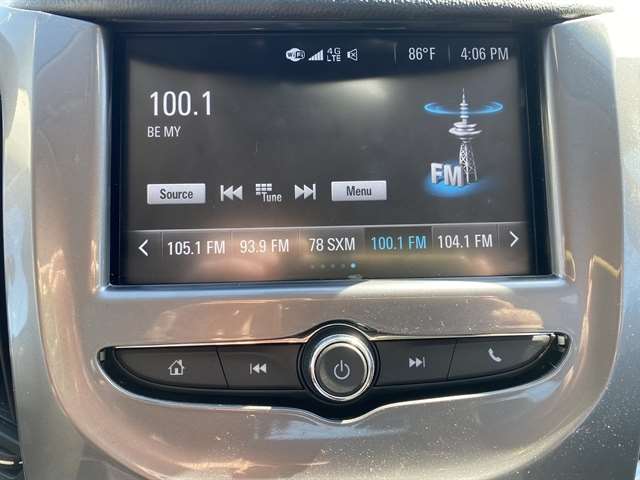 WiFi 4G LTE 86°F 4:06 PM
100.1
BE MY
FM
Source Tune Menu
105.1 FM 93.9 FM 78 SXM 100.1 FM 104.1 FM